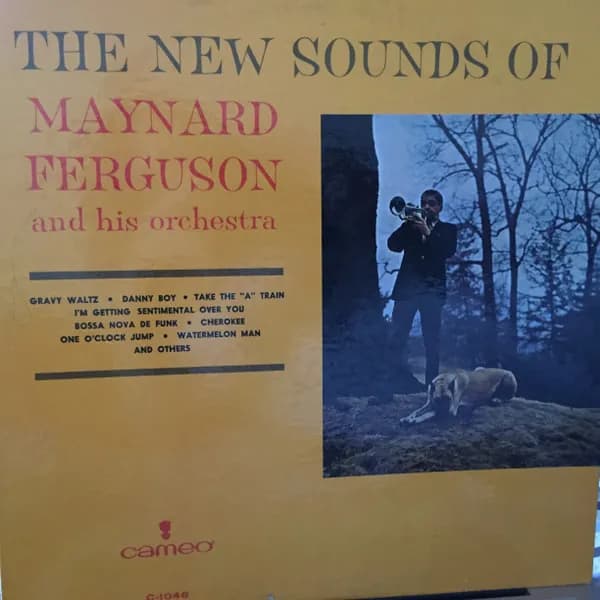 THE NEW SOUNDS OF
MAYNARD
FERGUSON
and his orchestra
GRAVY WALTZ • DANNY BOY • TAKE THE "A" TRAIN
I'M GETTING SENTIMENTAL OVER YOU
BOSSA NOVA DE FUNK • CHEROKEE
ONE O'CLOCK JUMP • WATERMELON MAN
AND OTHERS
cameo
C-1046